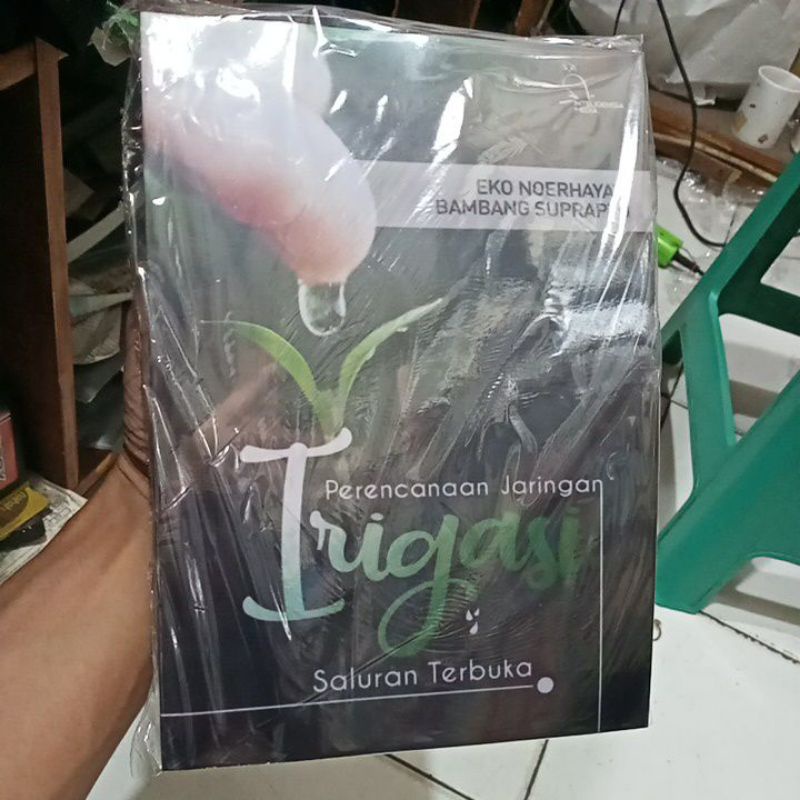 EKO NOERHAYA
BAMBANG SUPRAP
Perencanaan Jaringan
Irigasi
Saluran Terbuka